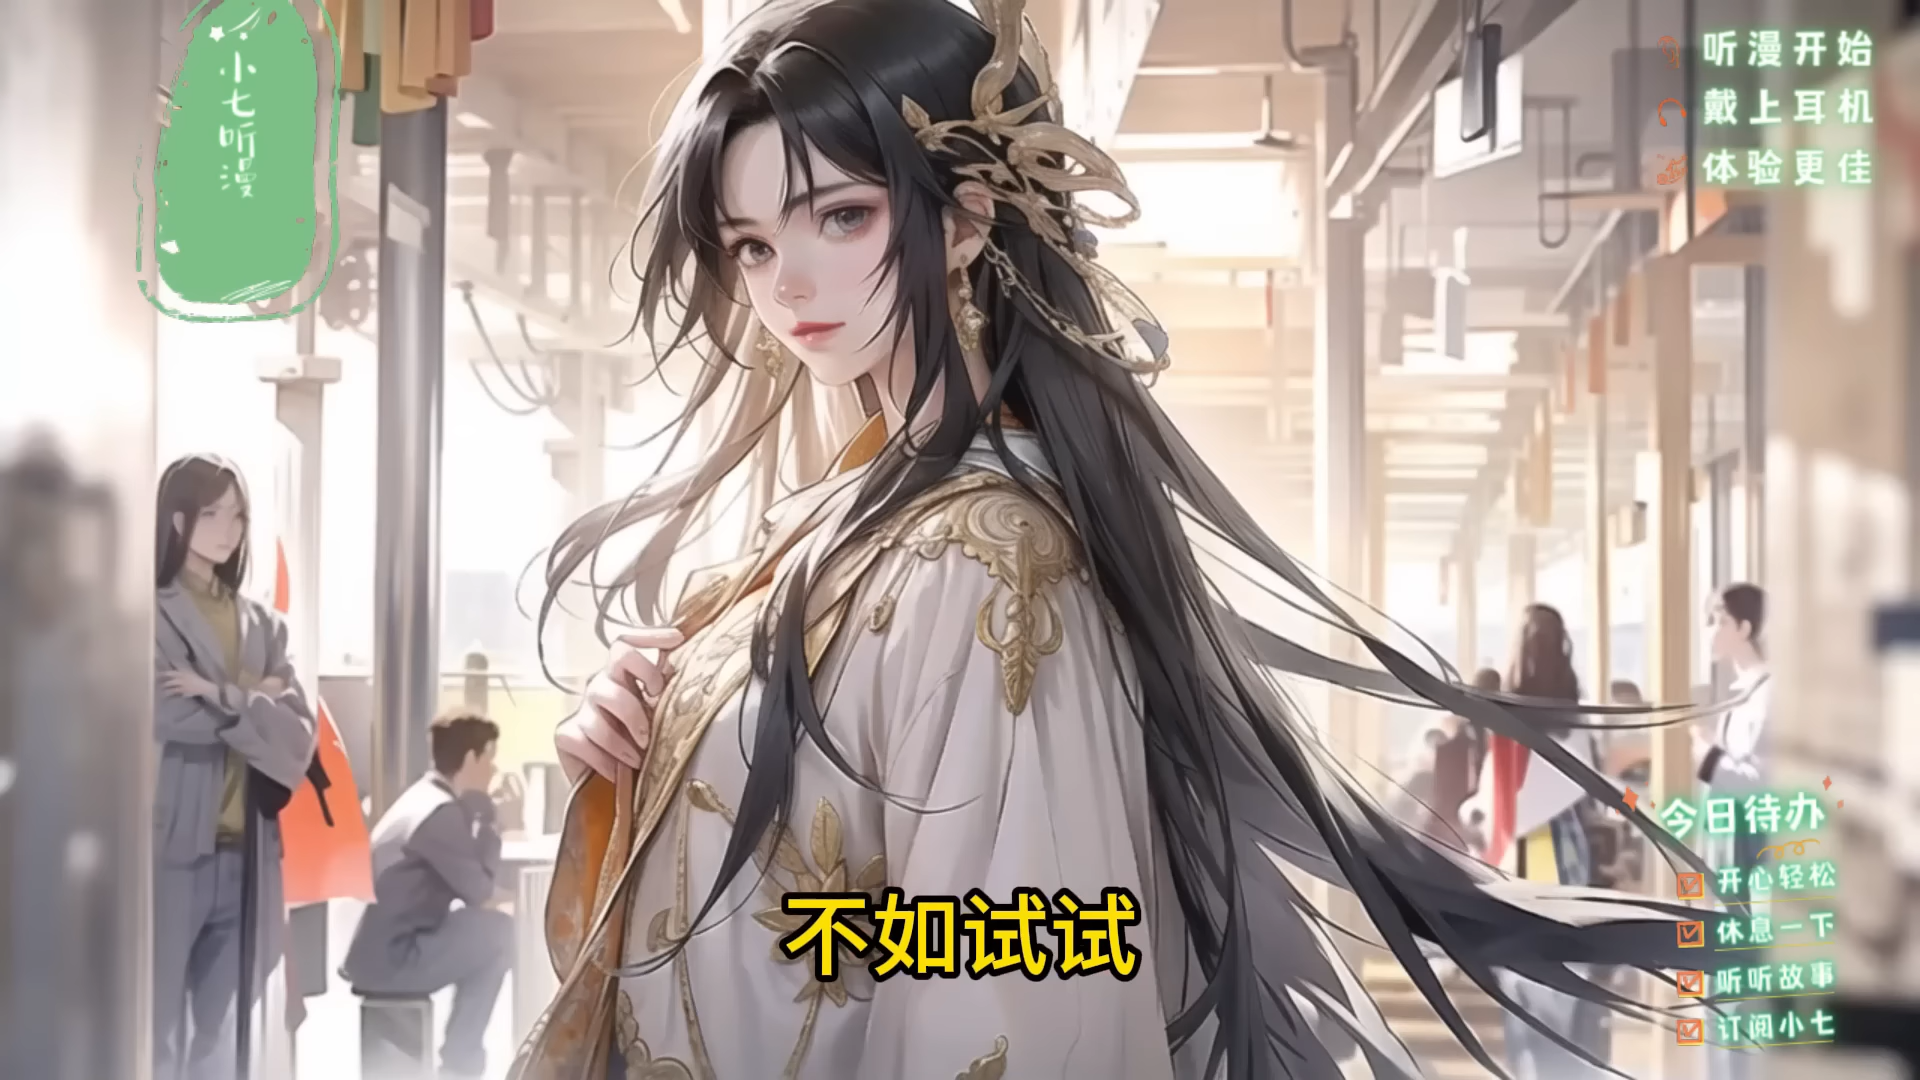 小七听漫
听漫开始
戴上耳机
体验更佳
今日待办
开心轻松
休息一下
听听故事
订阅小七
不如试试